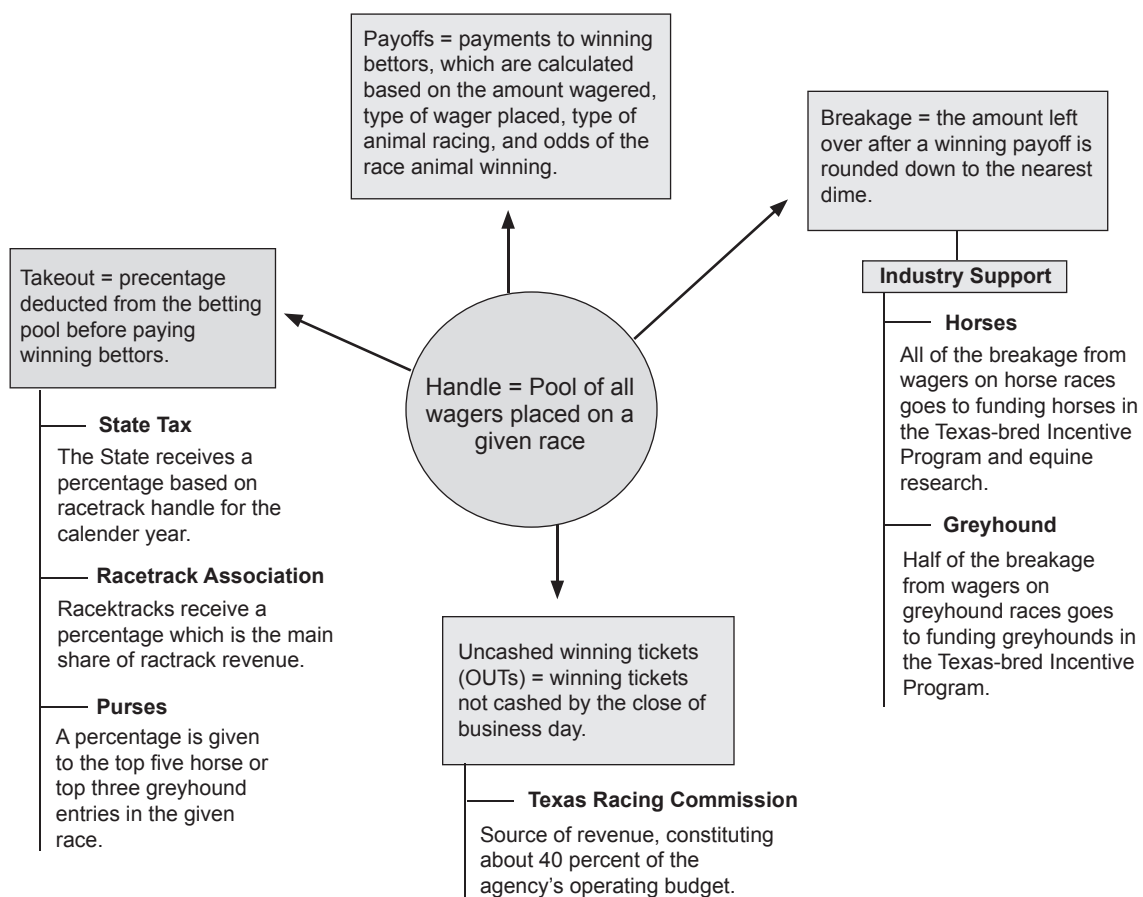 Payoffs = payments to winning
bettors, which are calculated
based on the amount wagered,
type of wager placed, type of
animal racing, and odds of the
race animal winning.
Breakage = the amount left
over after a winning payoff is
rounded down to the nearest
dime.
Industry Support
Horses
All of the breakage from
wagers on horse races
goes to funding horses in
the Texas-bred Incentive
Program and equine
research.
Greyhound
Half of the breakage
from wagers on
greyhound races goes
to funding greyhounds in
the Texas-bred Incentive
Program.
Takeout = precentage
deducted from the betting
pool before paying
winning bettors.
State Tax
The State receives a
percentage based on
racetrack handle for the
calender year.
Racetrack Association
Racektracks receive a
percentage which is the main
share of ractrack revenue.
Purses
A percentage is given
to the top five horse or
top three greyhound
entries in the given
race.
Handle = Pool of all
wagers placed on a
given race
Uncashed winning tickets
(OUTs) = winning tickets
not cashed by the close of
business day.
Texas Racing Commission
Source of revenue, constituting
about 40 percent of the
agency's operating budget.